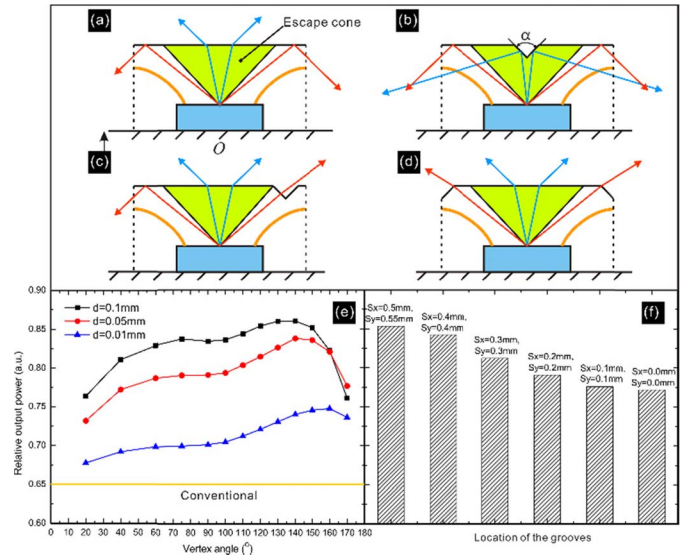 (a)
Escape cone
(b)
α
O
(c)
(d)
(e)
d=0.1mm
d=0.05mm
d=0.01mm
Conventional
Relative output power (a.u.)
0.90
0.85
0.80
0.75
0.70
0.65
0.60
0 10 20 30 40 50 60 70 80 90 100 110 120 130 140 150 160 170 180
Vertex angle (°)
(f)
Sx=0.5mm,
Sy=0.55mm
Sx=0.4mm,
Sy=0.4mm
Sx=0.3mm,
Sy=0.3mm
Sx=0.2mm,
Sy=0.2mm
Sx=0.1mm,
Sy=0.1mm
Sx=0.0mm,
Sy=0.0mm
Location of the grooves